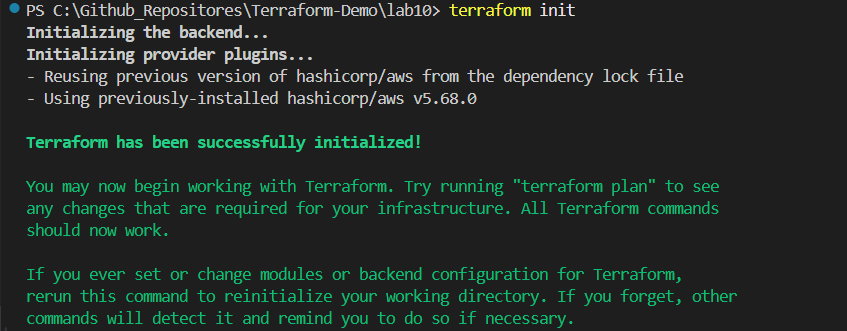 PS C:\Github_Repositores\Terraform-Demo\lab10> terraform init
Initializing the backend...
Initializing provider plugins...
- Reusing previous version of hashicorp/aws from the dependency lock file
- Using previously-installed hashicorp/aws v5.68.0
Terraform has been successfully initialized!
You may now begin working with Terraform. Try running "terraform plan" to see
any changes that are required for your infrastructure. All Terraform commands
should now work.
If you ever set or change modules or backend configuration for Terraform,
rerun this command to reinitialize your working directory. If you forget, other
commands will detect it and remind you to do so if necessary.